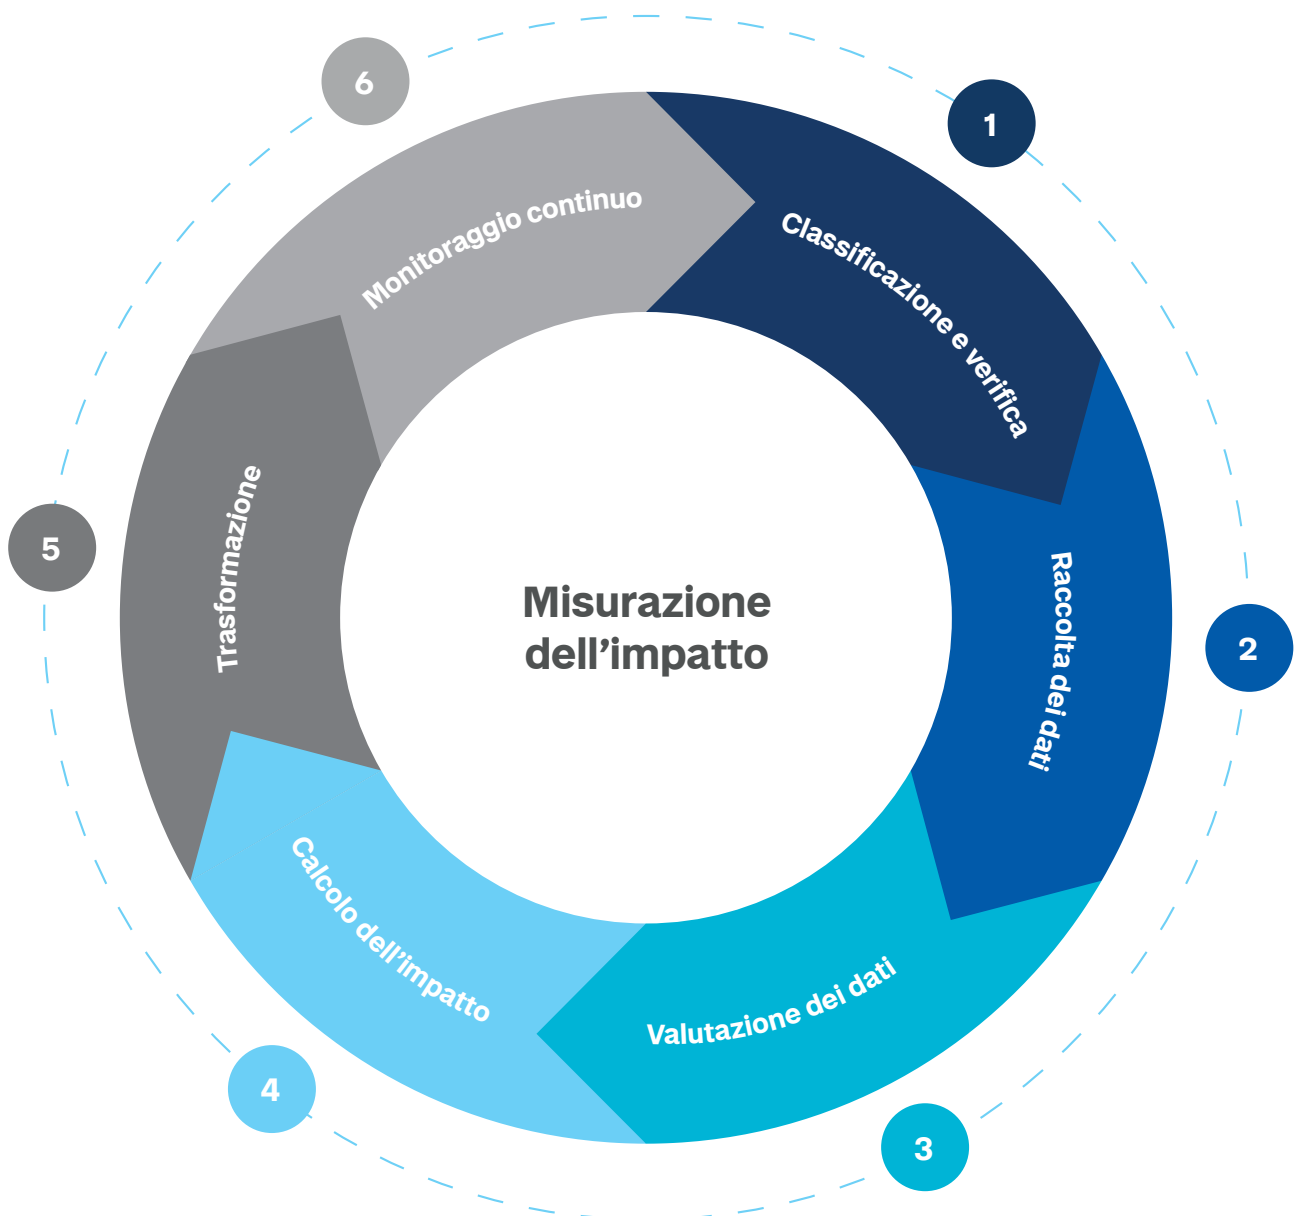 1
Classificazione e verifica
2
Raccolta dei dati
3
Valutazione dei dati
4
Calcolo dell’impatto
5
Trasformazione
6
Monitoraggio continuo
Misurazione
dell’impatto